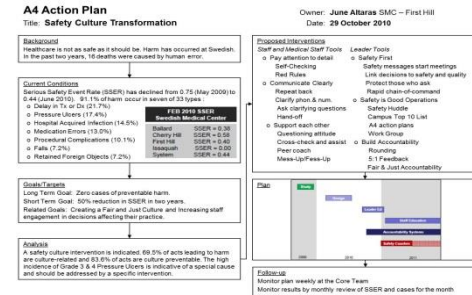 A4 Action Plan
Title: Safety Culture Transformation
Owner: June Altaras SMC – First Hill
Date: 29 October 2010
Background
Healthcare is not as safe as it should be. Harm has occurred at Swedish.
In the past two years, 16 deaths were caused by human error.
Current Conditions
Serious Safety Event Rate (SSER) has declined from 0.75 (May 2009) to
0.44 (June 2010). 91.1% of harm occur in seven of 33 types:
o Delay in Tx or Dx (21.7%)
o Pressure Ulcers (17.4%)
o Hospital Acquired Infection (14.5%)
o Medication Errors (13.0%)
o Procedural Complications (10.1%)
o Falls (7.2%)
o Retained Foreign Objects (7.2%)
FEB 2010 SSER
Swedish Medical Center
Ballard SSER = 0.36
Cherry Hill SSER = 0.58
First Hill SSER = 0.40
Issaquah SSER = 0.00
System SSER = 0.44
Goals/Targets
Long Term Goal: Zero cases of preventable harm.
Short Term Goal: 50% reduction in SSER in two years.
Related Goals: Creating a Fair and Just Culture and Increasing staff
engagement in decisions affecting their practice.
Analysis
A safety culture intervention is indicated. 69.5% of acts leading to harm
are culture-related and 83.6% of acts are culture preventable. The high
incidence of Grade 3 & 4 Pressure Ulcers is indicative of a special cause
and should be addressed by a specific intervention.
Proposed Interventions
Staff and Medical Staff Tools
o Pay attention to detail
Self-Checking
Red Rules
o Communicate Clearly
Repeat back
Clarify phon & num.
Ask clarifying questions
Hand-off
o Support each other
Questioning attitude
Cross-check and assist
Peer coach
Mess-Up/Fess-Up
Leader Tools
o Safety First
Safety messages start meetings
Link decisions to safety and quality
Protect those who ask
Rapid chain-of-command
o Safety is Good Operations
Safety Huddle
Campus Top 10 List
A4 action plans
Work Group
o Build Accountability
Rounding
5:1 Feedback
Fair & Just Accountability
Plan
Design
Staff Education
Accountability Systems
Safety Coaches
2009
2010
2011
Follow-up
Monitor plan weekly at the Core Team
Monitor results by monthly review of SSER and cases for the month